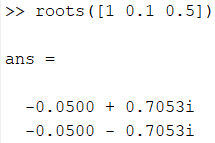 >> roots([1 0.1 0.5])
ans =
-0.0500 + 0.7053i
-0.0500 - 0.7053i